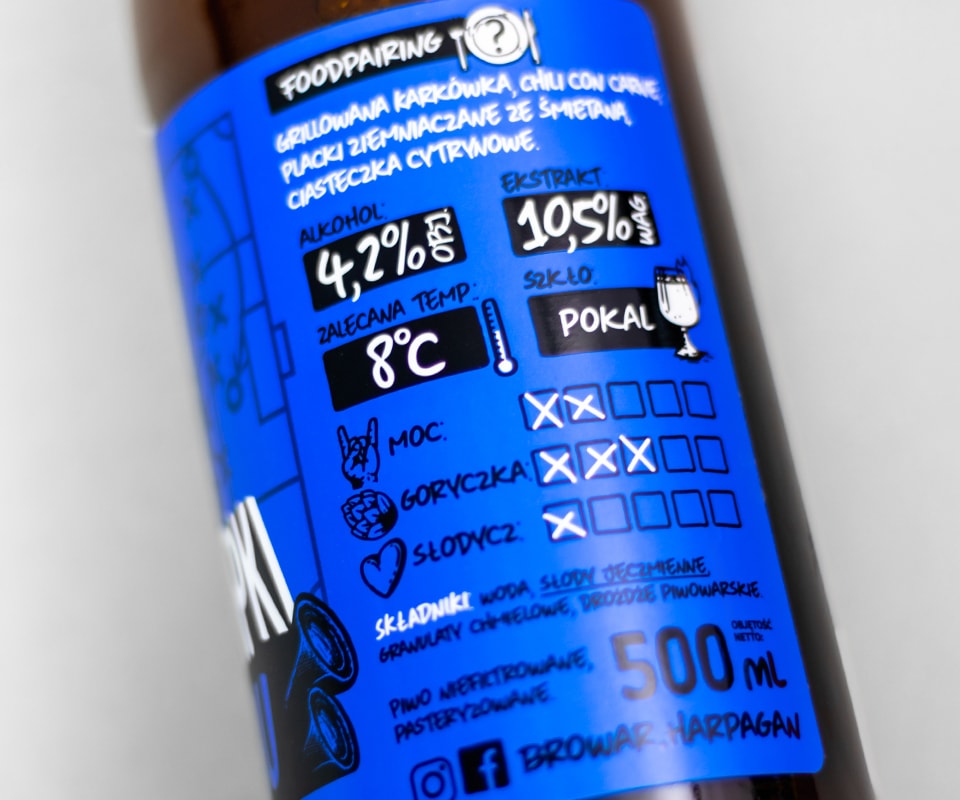 FOODPAIRING ?
GRILLOWANA KARKÓWKA, CHILI CON CARNE,
PLACKI ZIEMNIACZANE ZE ŚMIETANĄ,
CIASTECZKA CYTRYNOWE.
ALKOHOL:
4,2% OBJ.
EKSTRAKT
10,5% WAG.
ZALECANA TEMP.:
8°C
SZKŁO:
POKAL
MOC:
GORYCZKA:
SŁODYCZ:
SKŁADNIKI: WODA, SŁODY JĘCZMIENNE,
GRANULATY CHMIELOWE, DROŻDŻE PIWOWARSKIE.
PIWO NIEFILTROWANE,
PASTERYZOWANE.
500 ML
OBJĘTOŚĆ
NETTO:
BROWAR.HARPAGAN
PKI
U